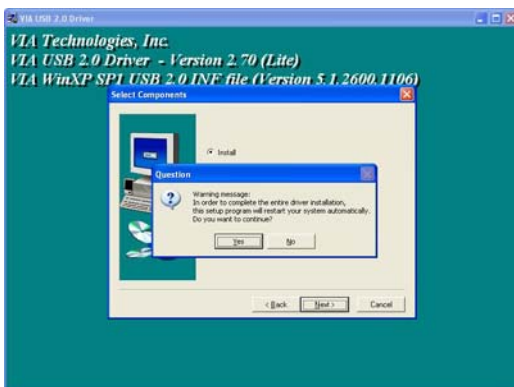 VIA USB 2.0 Driver
VIA Technologies, Inc.
VIA USB 2.0 Driver - Version 2.70 (Lite)
VIA WinXP SP1 USB 2.0 INF file (Version 5.1.2600.1106)
Select Components
Install
Question
Warning message:
In order to complete the entire driver installation,
this setup program will restart your system automatically.
Do you want to continue?
Yes No
< Back Next > Cancel